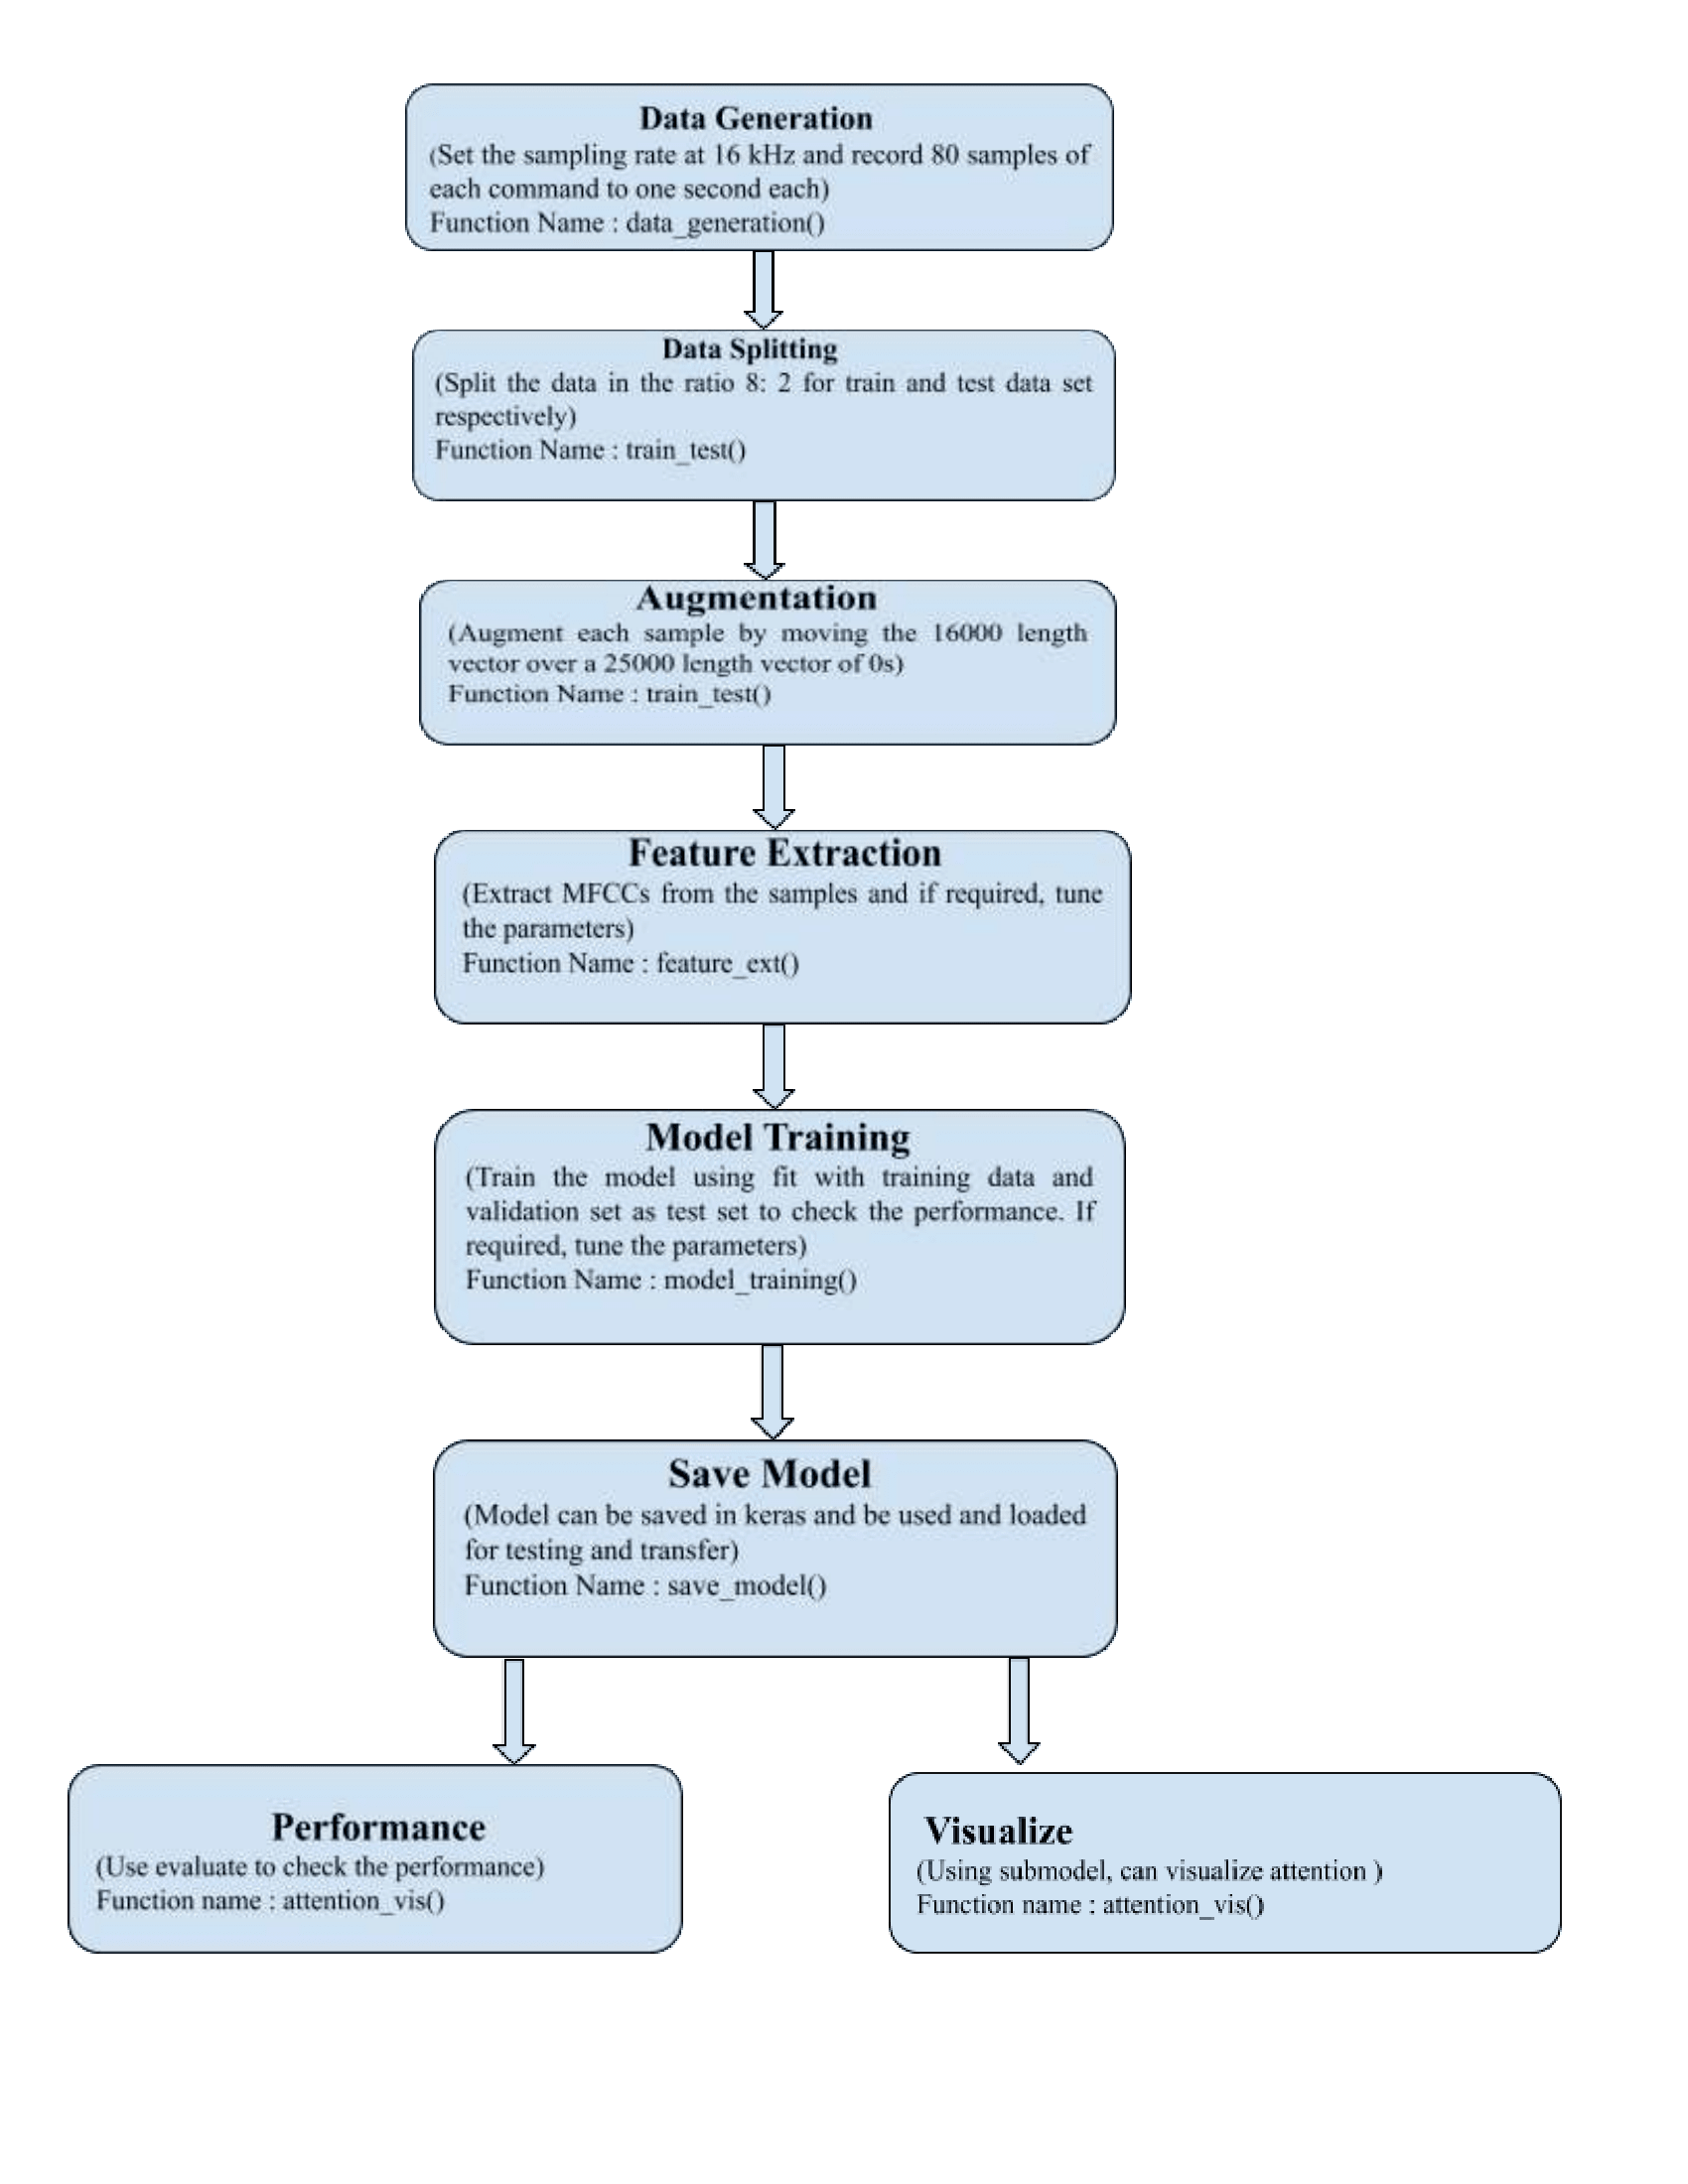 Data Generation
(Set the sampling rate at 16 kHz and record 80 samples of
each command to one second each)
Function Name : data_generation()
Data Splitting
(Split the data in the ratio 8: 2 for train and test data set
respectively)
Function Name : train_test()
Augmentation
(Augment each sample by moving the 16000 length
vector over a 25000 length vector of 0s)
Function Name : train_test()
Feature Extraction
(Extract MFCCs from the samples and if required, tune
the parameters)
Function Name : feature_ext()
Model Training
(Train the model using fit with training data and
validation set as test set to check the performance. If
required, tune the parameters)
Function Name : model_training()
Save Model
(Model can be saved in keras and be used and loaded
for testing and transfer)
Function Name : save_model()
Performance
(Use evaluate to check the performance)
Function name : attention_vis()
Visualize
(Using submodel, can visualize attention )
Function name : attention_vis()